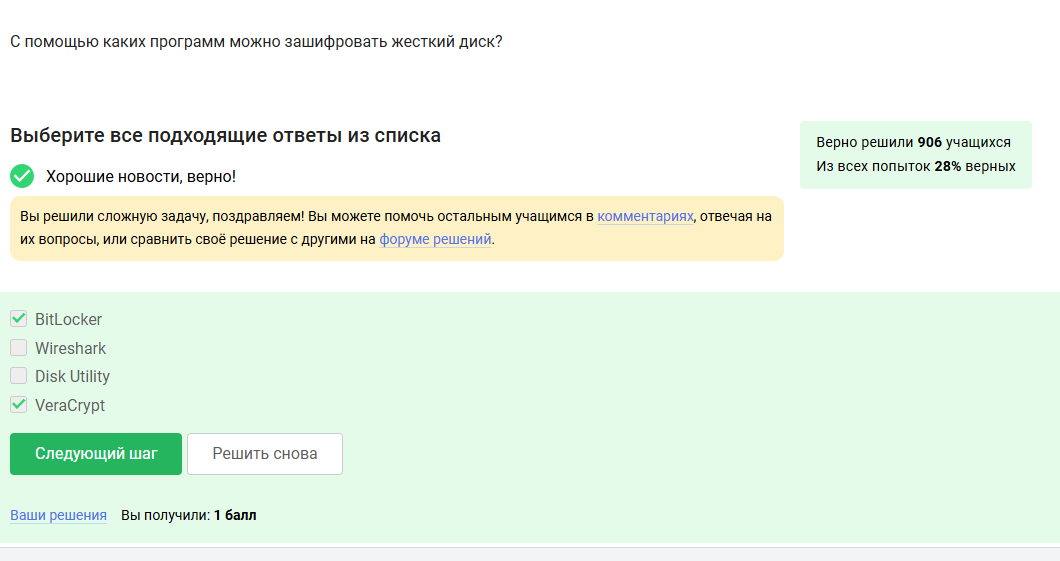 С помощью каких программ можно зашифровать жесткий диск?
Выберите все подходящие ответы из списка
Верно решили 906 учащихся
Из всех попыток 28% верных
Хорошие новости, верно!
Вы решили сложную задачу, поздравляем! Вы можете помочь остальным учащимся в комментариях, отвечая на
их вопросы, или сравнить своё решение с другими на форуме решений.
BitLocker
Wireshark
Disk Utility
VeraCrypt
Следующий шаг
Решить снова
Ваши решения Вы получили: 1 балл